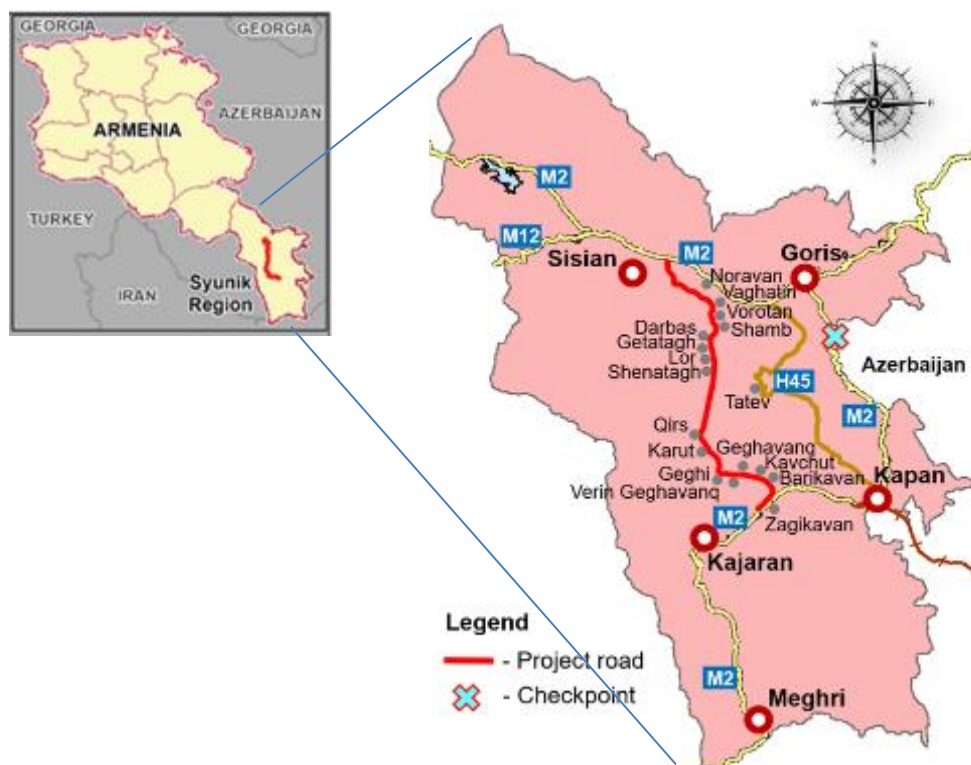 GEORGIA
GEORGIA
AZERBAIJAN
ARMENIA
TURKEY
IRAN
Syunik
Region
N
W
S
M2
M12
M2
Sisian
Goris
Noravan
Vaghatin
Vorotan
Shamb
Darbas
Getatagh
Lor
Shenatagh
Azerbaijan
H45
Tatev
M2
Qirs
Karut
Geghavanq
Kavchut
Geghi
Barikavan
Verin Geghavanq
Kapan
M2
Zagikavan
Kajaran
Legend
- Project road
- Checkpoint
M2
Meghri